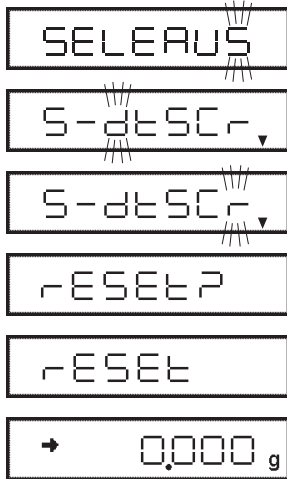 SELEAUS
S-dtSCr
S-dtSCr
rESEt?
rESEt
0.000 g